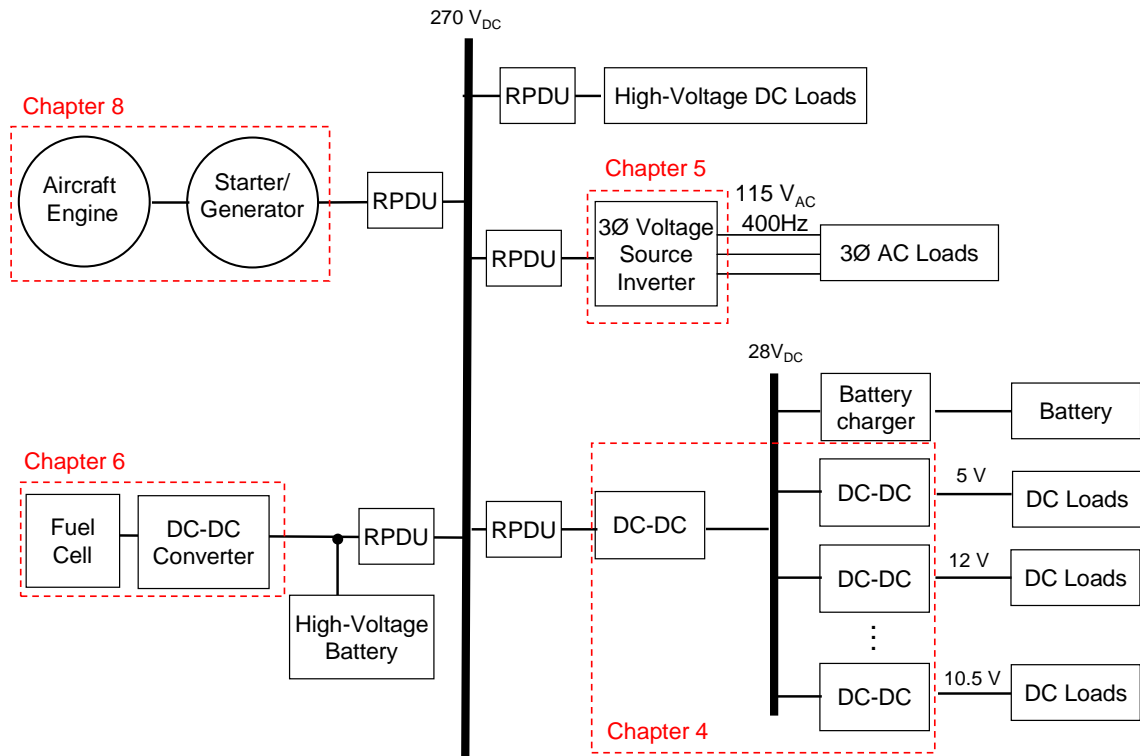 270 V_DC
RPDU
High-Voltage DC Loads
Chapter 8
Aircraft
Engine
Starter/
Generator
RPDU
Chapter 5
RPDU
3Ø Voltage
Source
Inverter
115 V_AC
400Hz
3Ø AC Loads
28V_DC
Battery
charger
Battery
Chapter 6
Fuel
Cell
DC-DC
Converter
RPDU
High-Voltage
Battery
RPDU
DC-DC
DC-DC
5 V
DC Loads
DC-DC
12 V
DC Loads
⋮
DC-DC
10.5 V
DC Loads
Chapter 4